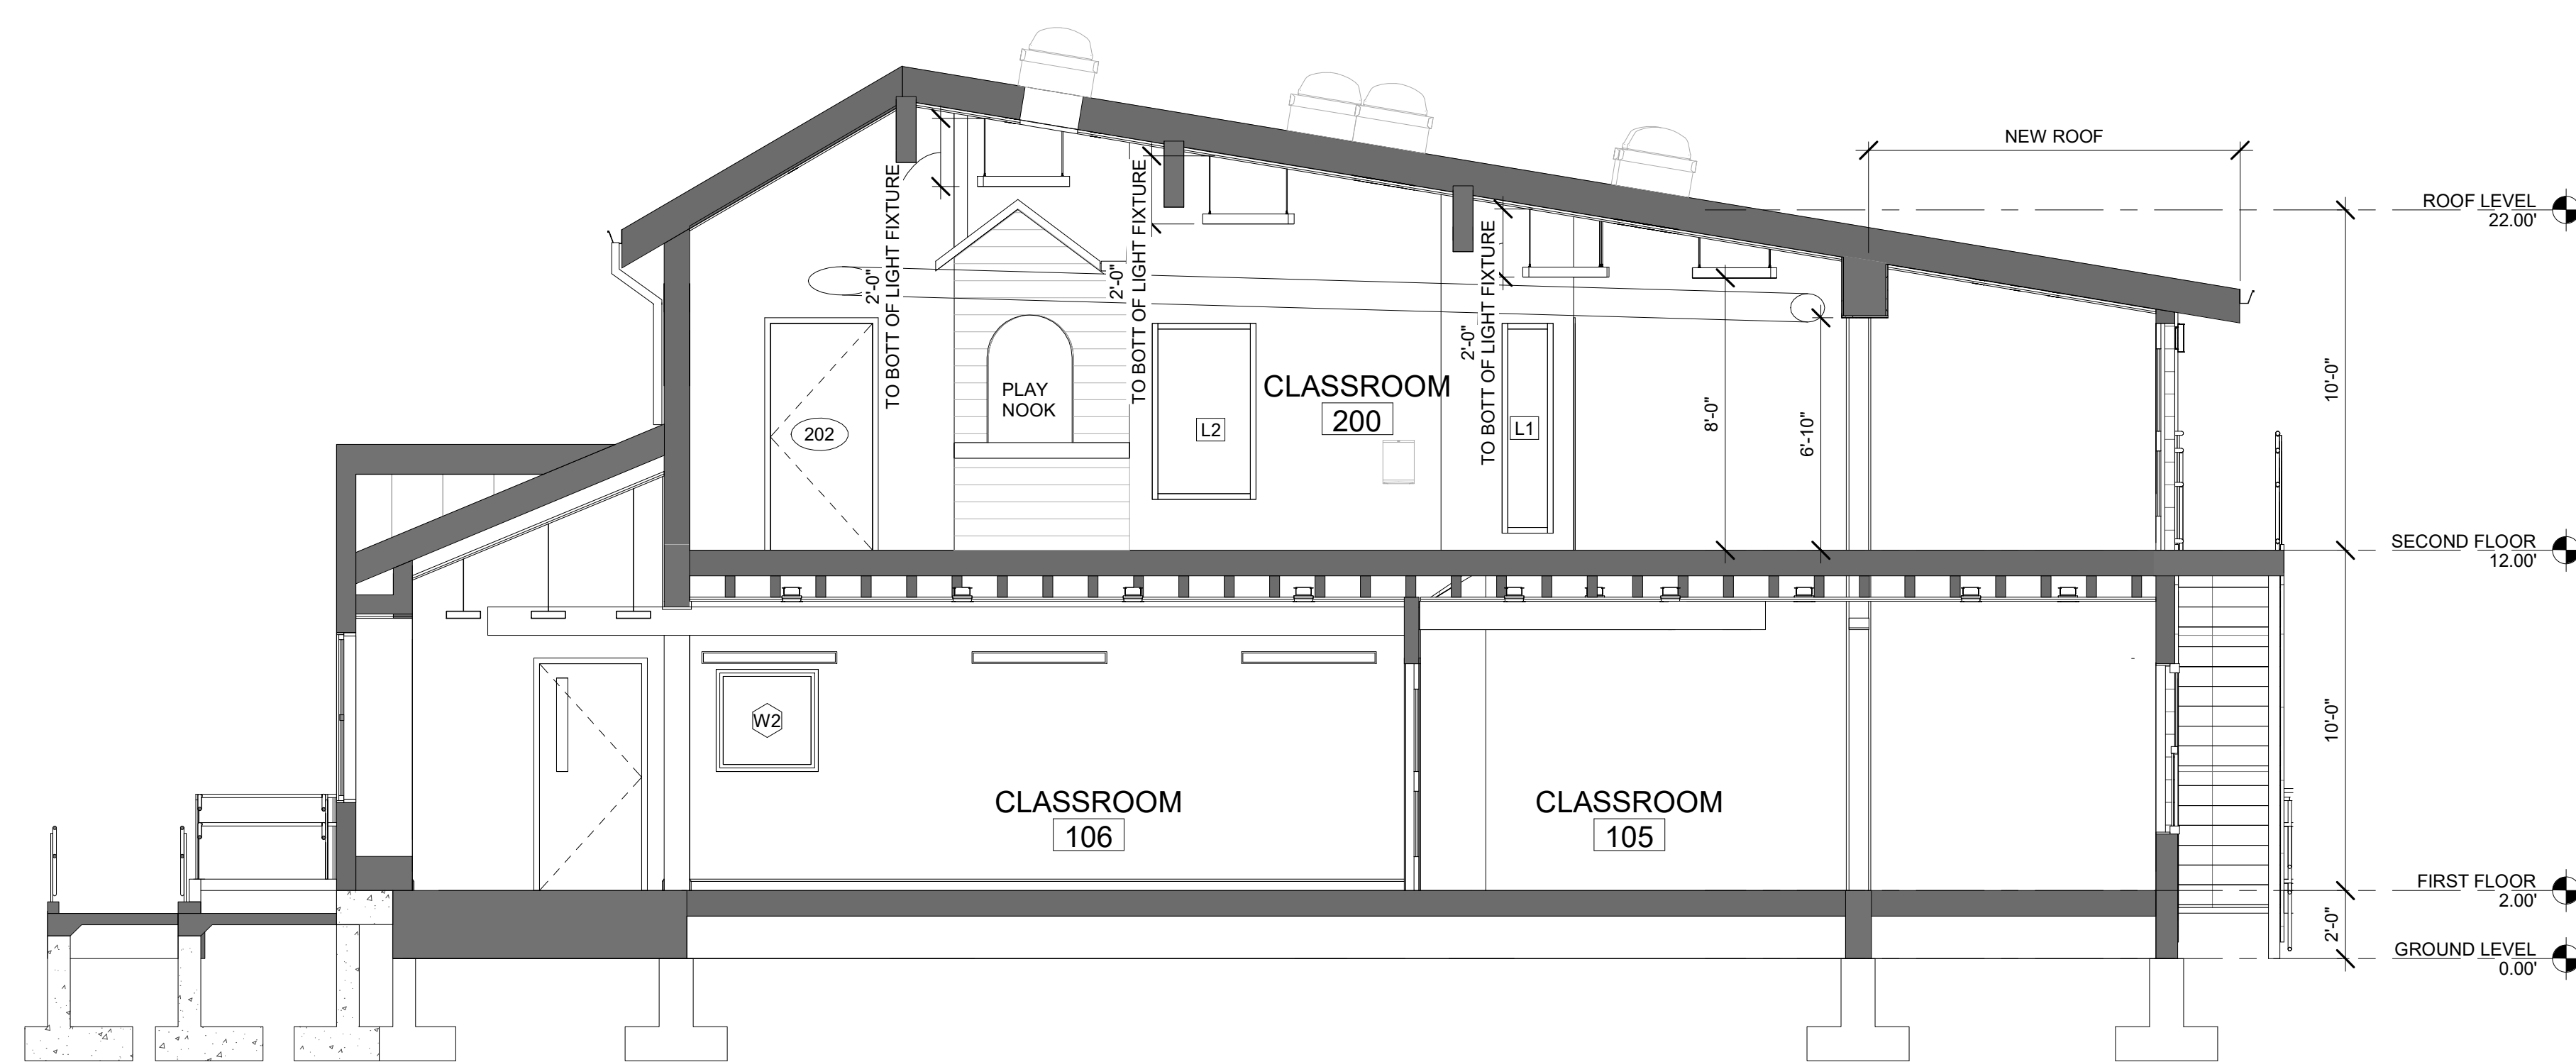 NEW ROOF
ROOF LEVEL
22.00'
2'-0"
TO BOTT OF LIGHT FIXTURE
2'-0"
TO BOTT OF LIGHT FIXTURE
2'-0"
TO BOTT OF LIGHT FIXTURE
PLAY
NOOK
CLASSROOM
200
202
L2
L1
8'-0"
6'-10"
10'-0"
SECOND FLOOR
12.00'
W2
10'-0"
CLASSROOM
106
CLASSROOM
105
FIRST FLOOR
2.00'
2'-0"
GROUND LEVEL
0.00'